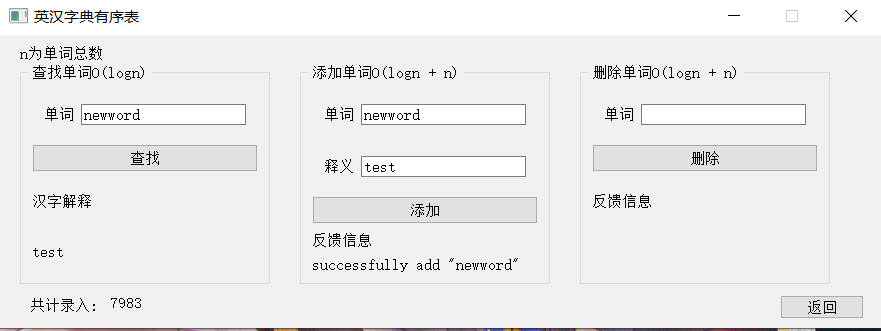 英汉字典有序表
n为单词总数
查找单词O(logn)
单词 newword
查找
汉字解释
test
添加单词O(logn + n)
单词 newword
释义 test
添加
反馈信息
successfully add "newword"
删除单词O(logn + n)
单词
删除
反馈信息
共计录入: 7983
返回